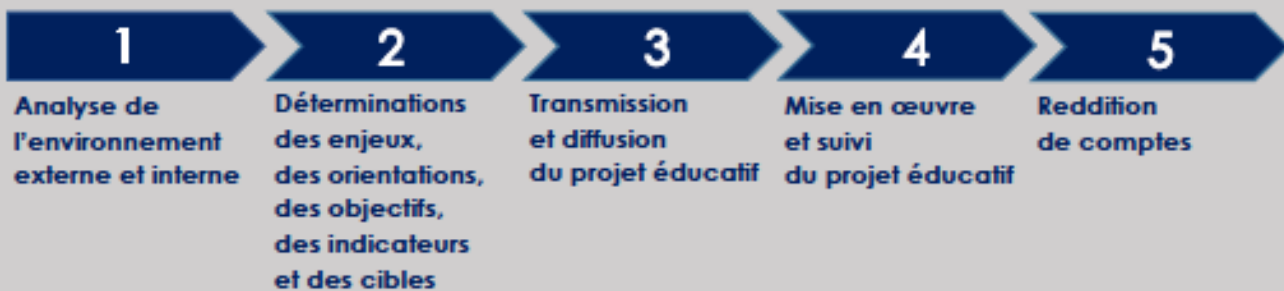 1
Analyse de
l'environnement
externe et interne
2
Déterminations
des enjeux,
des orientations,
des objectifs,
des indicateurs
et des cibles
3
Transmission
et diffusion
du projet éducatif
4
Mise en œuvre
et suivi
du projet éducatif
5
Reddition
de comptes